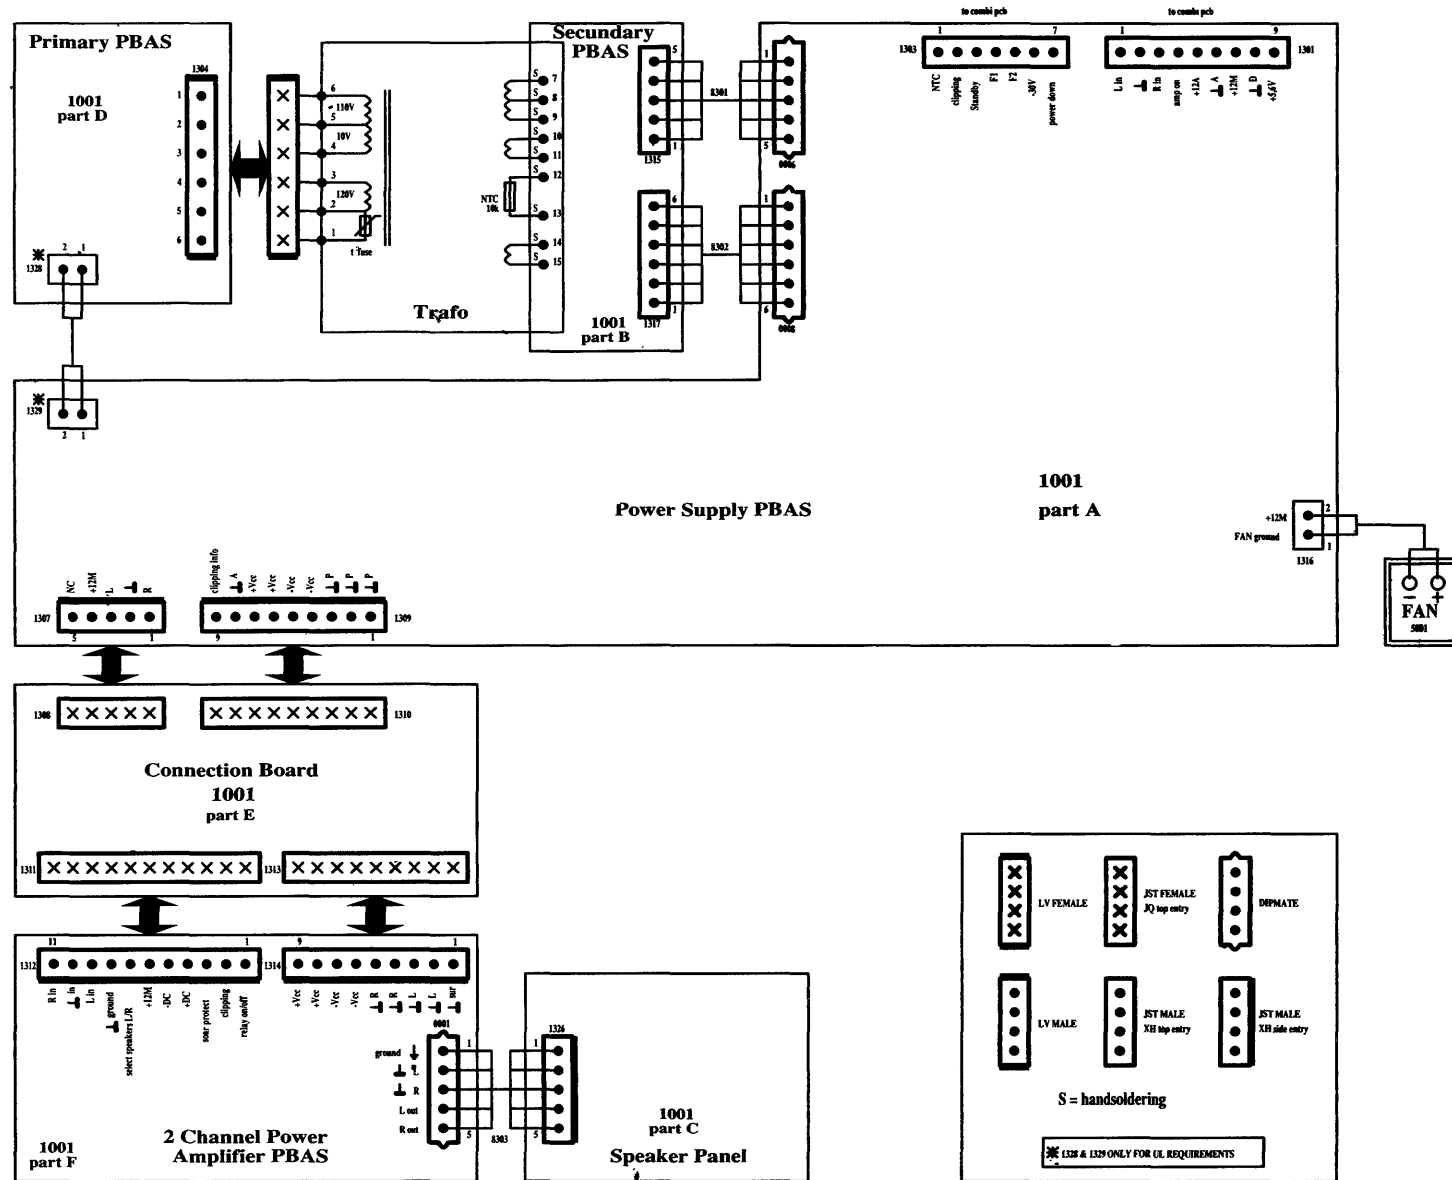 to combi pcb
to combi pcb
Primary PBAS
1001
part D
1304
1
2
3
4
5
6
2 1
1328
6
110V
5
10V
4
3
120V
2
1
t fuse
Trafo
Secundary
PBAS
S 7
S 8
S 9
S 10
S 11
S 12
NTC
10k
S 13
S 14
S 15
5
1
1315
6
1
1317
1001
part B
8301
8302
1
5
0006
1
6
0008
1303
1 7
NTC
clipping
Standby
F1
F2
-30V
power down
1301
1 9
L in
R in
amp on
+12A
A
+12M
D
+5,6V
1329
2 1
Power Supply PBAS
1001
part A
+12M
FAN ground
2
1
1316
- +
FAN
5001
NC
+12M
L
R
1307
5 1
clipping info
A
+Vcc
+Vcc
-Vcc
-Vcc
P
P
P
9 1
1309
1308
1310
Connection Board
1001
part E
1311
1313
11 1
1312
R in
in
L in
ground
select speakers L/R
+12M
-DC
+DC
soar protect
clipping
relay on/off
9 1
1314
+Vcc
+Vcc
-Vcc
-Vcc
R
R
L
L
sur
0001
ground
L
R
L out
R out
1
5
8303
1326
1
5
1001
part F
2 Channel Power
Amplifier PBAS
1001
part C
Speaker Panel
LV FEMALE
JST FEMALE
JQ top entry
DIPMATE
LV MALE
JST MALE
XH top entry
JST MALE
XH side entry
S = handsoldering
1328 & 1329 ONLY FOR UL REQUIREMENTS